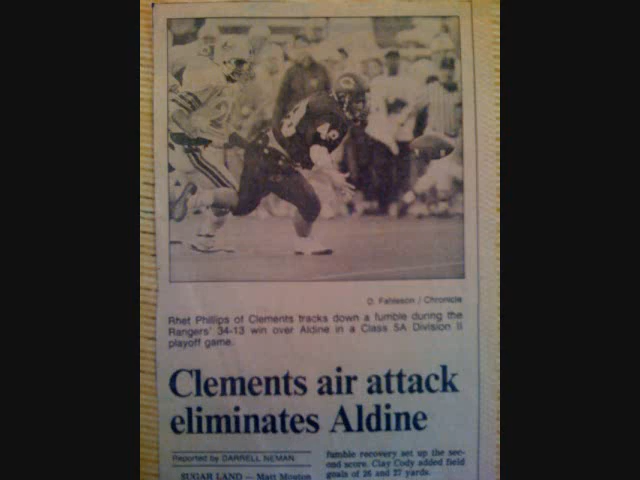 48
D. Fahleson / Chronicle
Rhet Phillips of Clements tracks down a fumble during the
Rangers' 34-13 win over Aldine in a Class 5A Division II
playoff game.
Clements air attack
eliminates Aldine
Reported by DARRELL NEMAN
SUGAR LAND — Matt Mouton
fumble recovery set up the sec-
ond score. Clay Cody added field
goals of 26 and 27 yards.